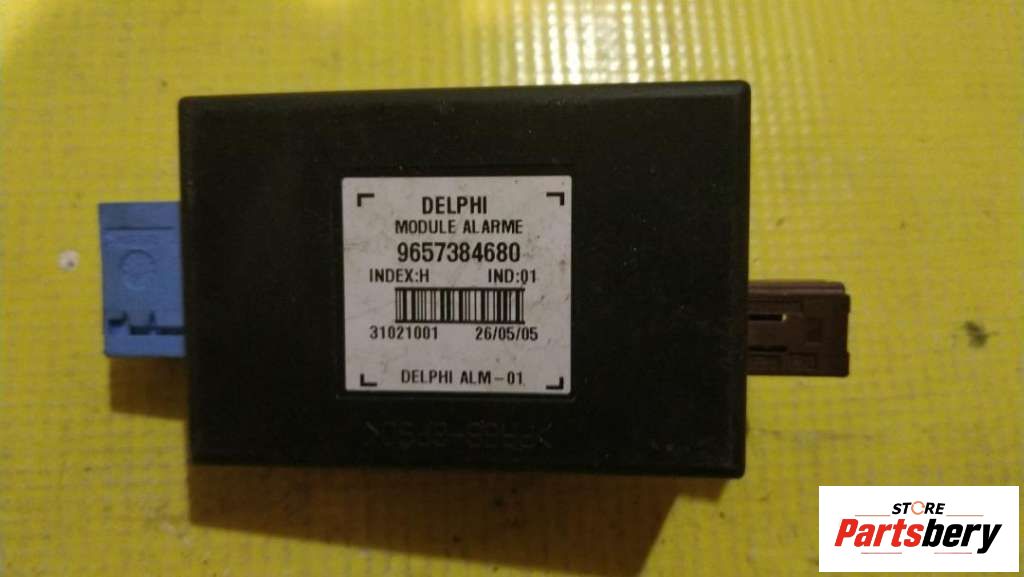 DELPHI
MODULE ALARME
9657384680
INDEX:H IND:01
31021001 26/05/05
DELPHI ALM-01
STORE
Partsbery